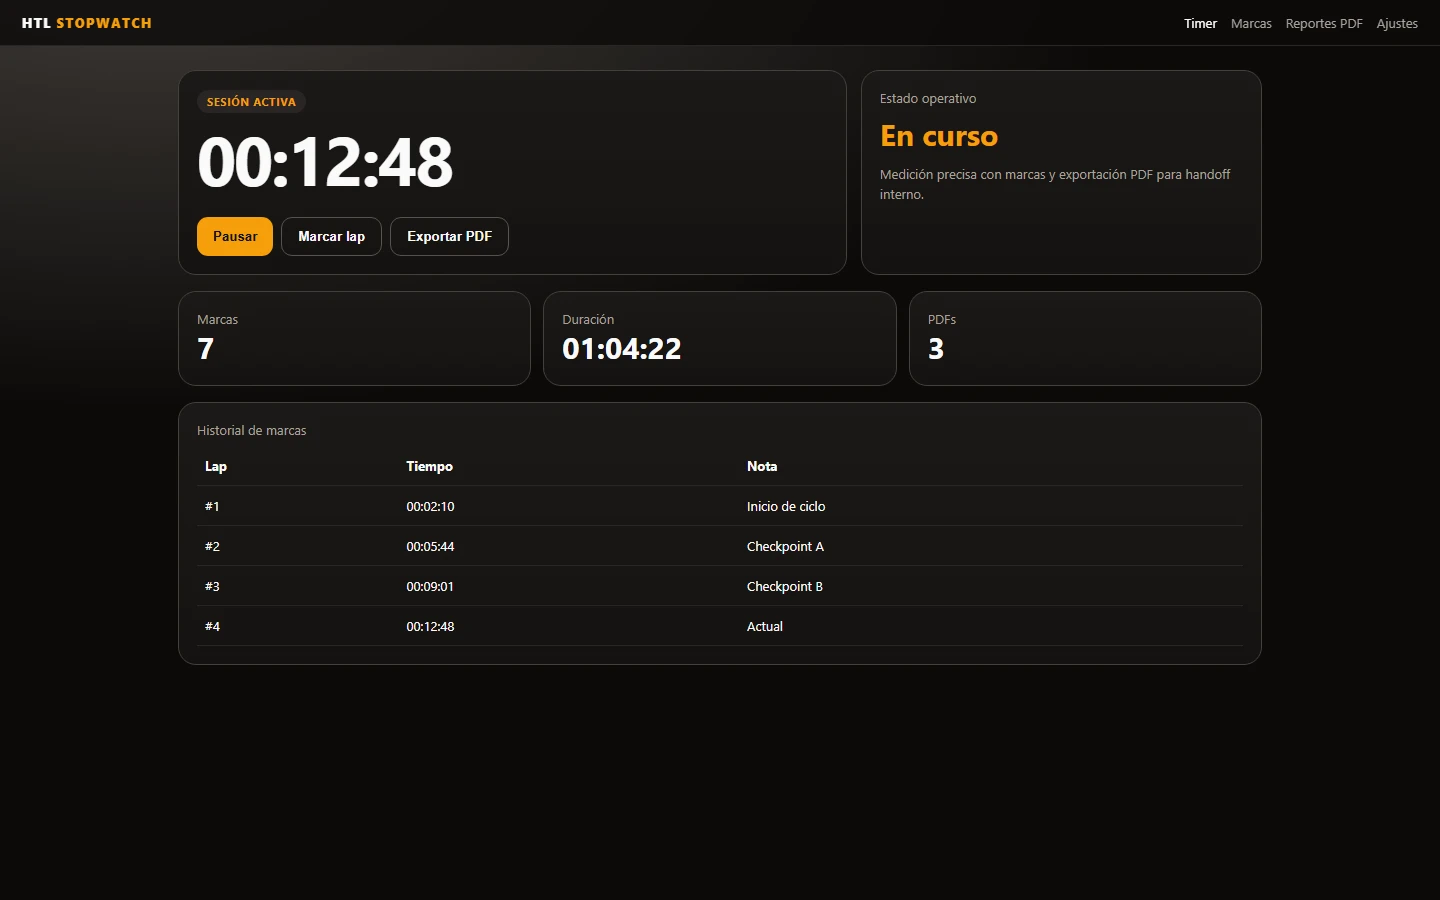 HTL STOPWATCH
Timer Marcas Reportes PDF Ajustes
SESIÓN ACTIVA
00:12:48
Pausar Marcar lap Exportar PDF
Estado operativo
En curso
Medición precisa con marcas y exportación PDF para handoff
interno.
Marcas
7
Duración
01:04:22
PDFs
3
Historial de marcas
Lap Tiempo Nota
#1 00:02:10 Inicio de ciclo
#2 00:05:44 Checkpoint A
#3 00:09:01 Checkpoint B
#4 00:12:48 Actual